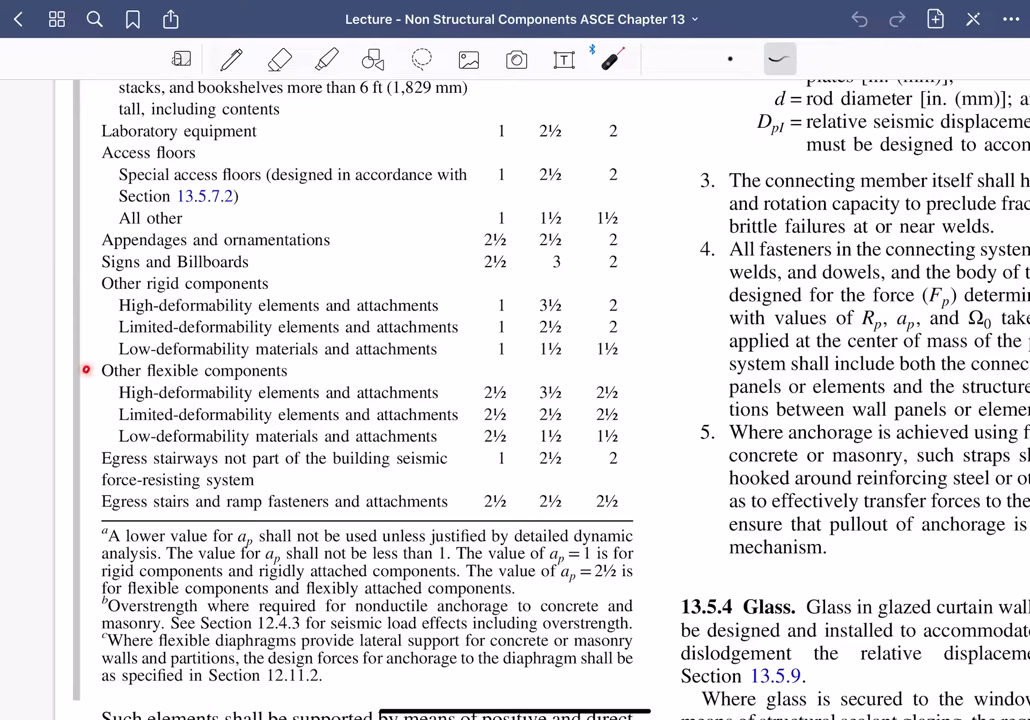 Lecture - Non Structural Components ASCE Chapter 13
stacks, and bookshelves more than 6 ft (1,829 mm)
tall, including contents
Laboratory equipment 1 2½ 2
Access floors
Special access floors (designed in accordance with 1 2½ 2
Section 13.5.7.2)
All other 1 1½ 1½
Appendages and ornamentations 2½ 2½ 2
Signs and Billboards 2½ 3 2
Other rigid components
High-deformability elements and attachments 1 3½ 2
Limited-deformability elements and attachments 1 2½ 2
Low-deformability materials and attachments 1 1½ 1½
Other flexible components
High-deformability elements and attachments 2½ 3½ 2½
Limited-deformability elements and attachments 2½ 2½ 2½
Low-deformability materials and attachments 2½ 1½ 1½
Egress stairways not part of the building seismic 1 2½ 2
force-resisting system
Egress stairs and ramp fasteners and attachments 2½ 2½ 2½
aA lower value for ap shall not be used unless justified by detailed dynamic
analysis. The value for ap shall not be less than 1. The value of ap = 1 is for
rigid components and rigidly attached components. The value of ap = 2½ is
for flexible components and flexibly attached components.
bOverstrength where required for nonductile anchorage to concrete and
masonry. See Section 12.4.3 for seismic load effects including overstrength.
cWhere flexible diaphragms provide lateral support for concrete or masonry
walls and partitions, the design forces for anchorage to the diaphragm shall be
as specified in Section 12.11.2.
Such elements shall be supported by means of positive and direct
plates [in. (mm)];
d = rod diameter [in. (mm)]; a
DpI = relative seismic displaceme
must be designed to accom
3. The connecting member itself shall h
and rotation capacity to preclude frac
brittle failures at or near welds.
4. All fasteners in the connecting system
welds, and dowels, and the body of t
designed for the force (Fp) determin
with values of Rp, ap, and Ω0 take
applied at the center of mass of the p
system shall include both the connec
panels or elements and the structure
tions between wall panels or eleme
5. Where anchorage is achieved using f
concrete or masonry, such straps sh
hooked around reinforcing steel or ot
as to effectively transfer forces to the
ensure that pullout of anchorage is
mechanism.
13.5.4 Glass. Glass in glazed curtain wall
be designed and installed to accommodate
dislodgement the relative displaceme
Section 13.5.9.
Where glass is secured to the window